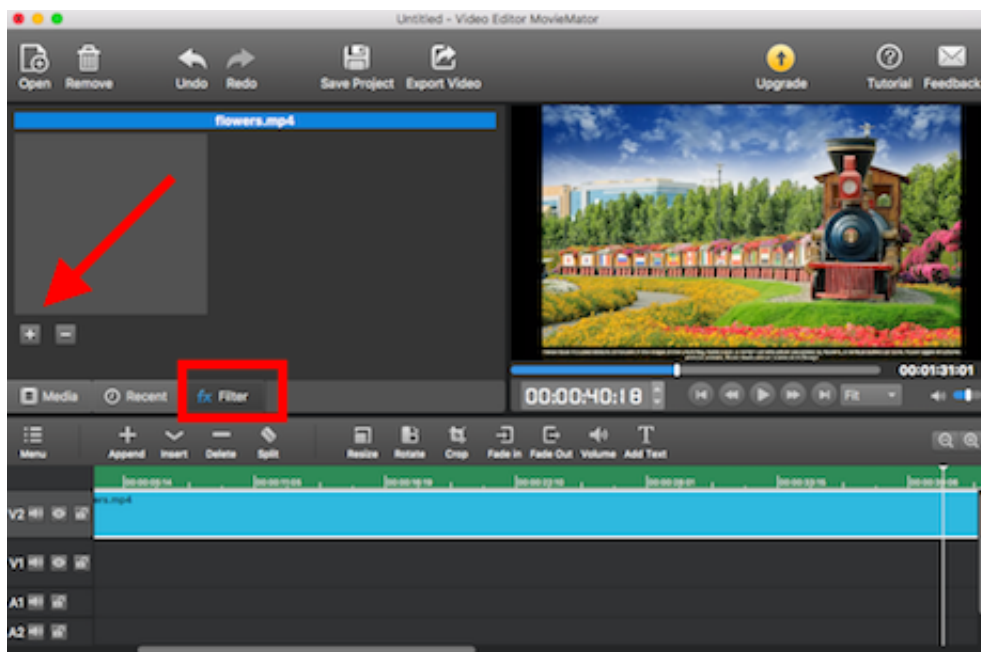 Untitled - Video Editor MovieMator
Open Remove Undo Redo Save Project Export Video Upgrade Tutorial Feedback
flowers.mp4
00:01:31:01
Media Recent fx Filter
00:00:40:18 Fit
Menu Append Insert Delete Split Resize Rotate Crop Fade In Fade Out Volume Add Text
V2
V1
A1
A2